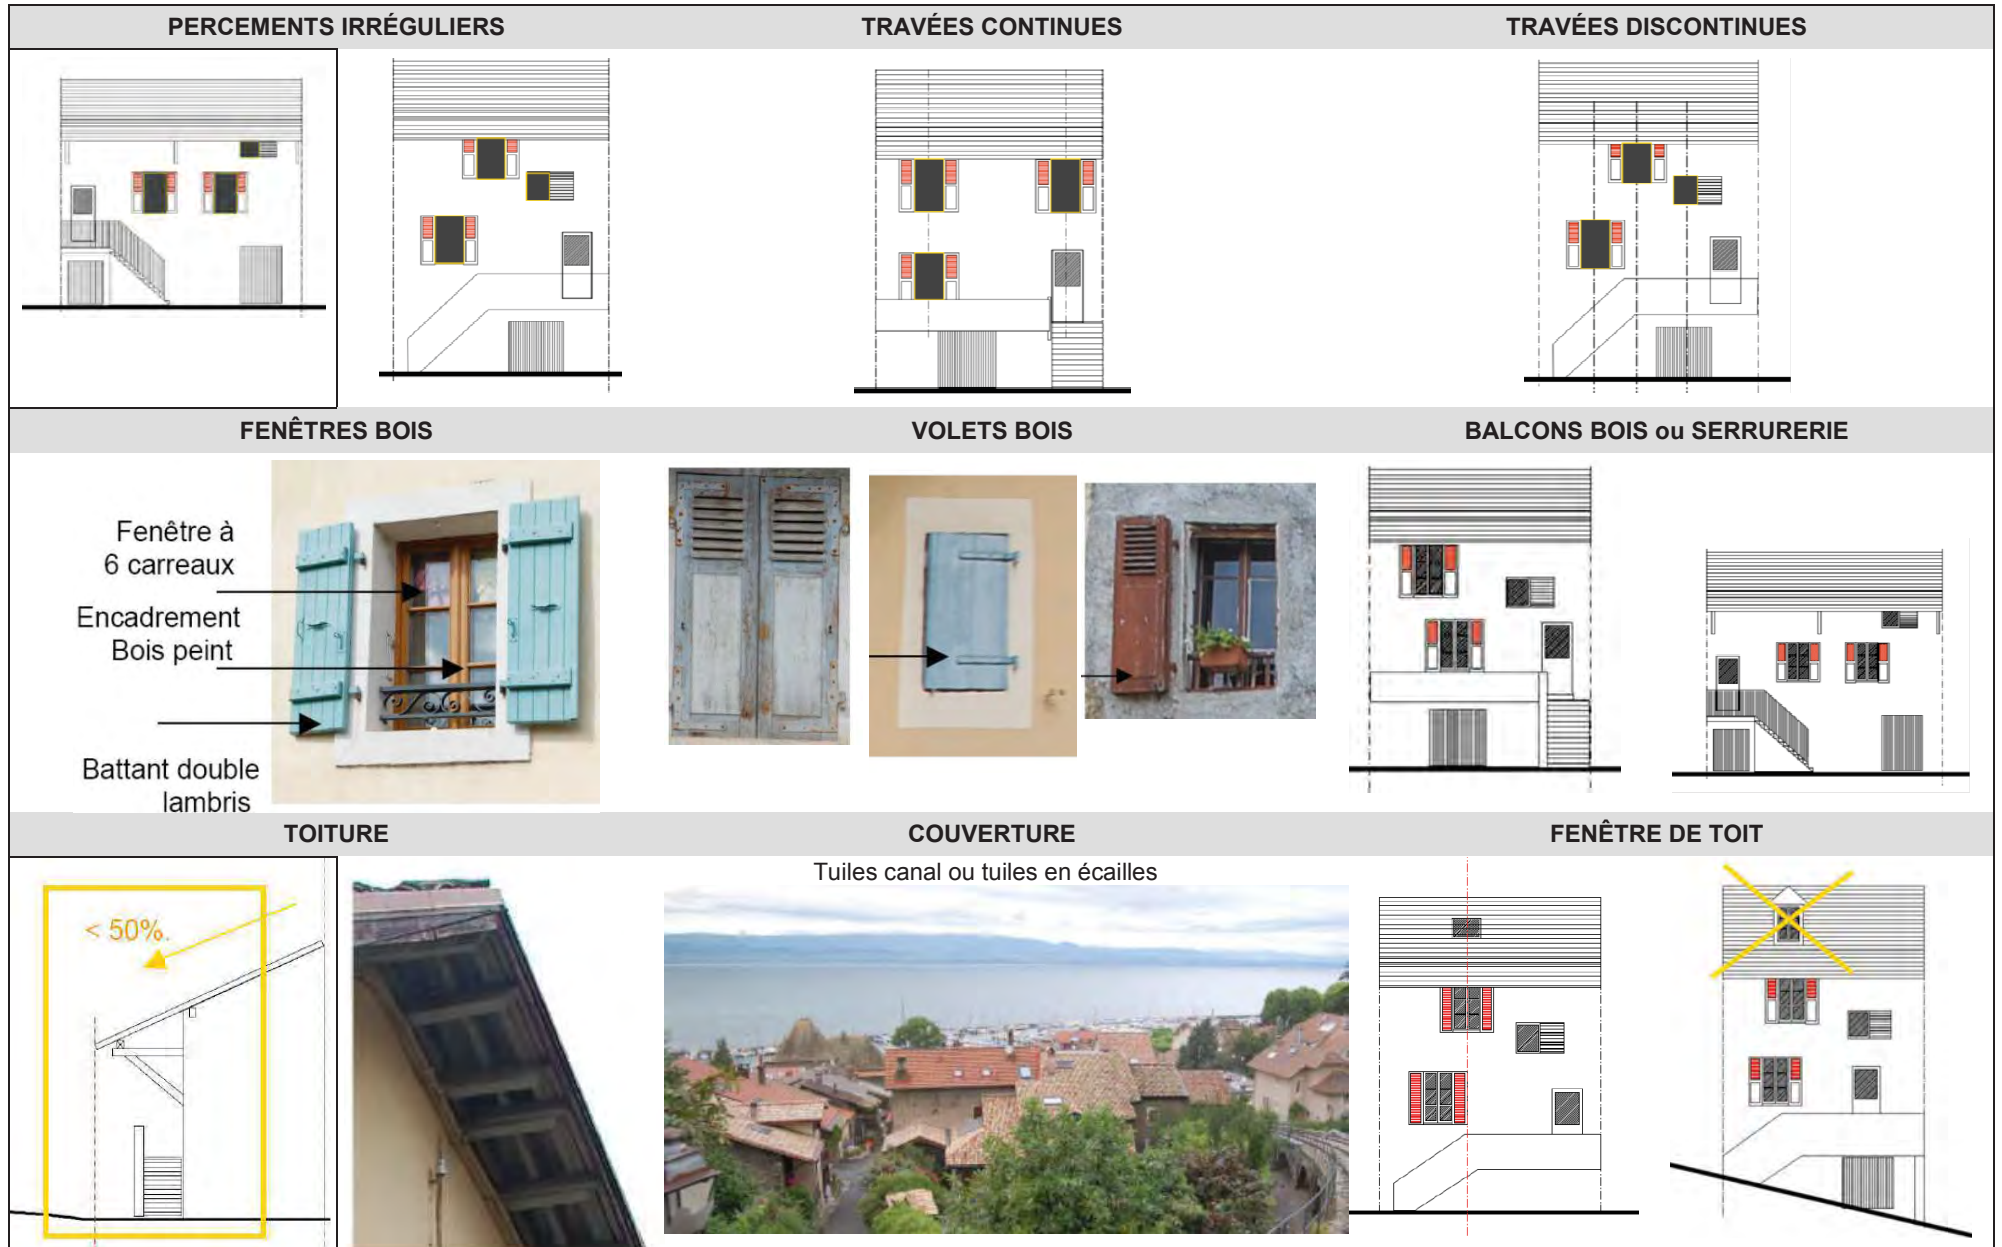 PERCEMENTS IRRÉGULIERS
TRAVÉES CONTINUES
TRAVÉES DISCONTINUES
FENÊTRES BOIS
VOLETS BOIS
BALCONS BOIS ou SERRURERIE
Fenêtre à
6 carreaux
Encadrement
Bois peint
Battant double
lambris
TOITURE
COUVERTURE
FENÊTRE DE TOIT
< 50%.
Tuiles canal ou tuiles en écailles